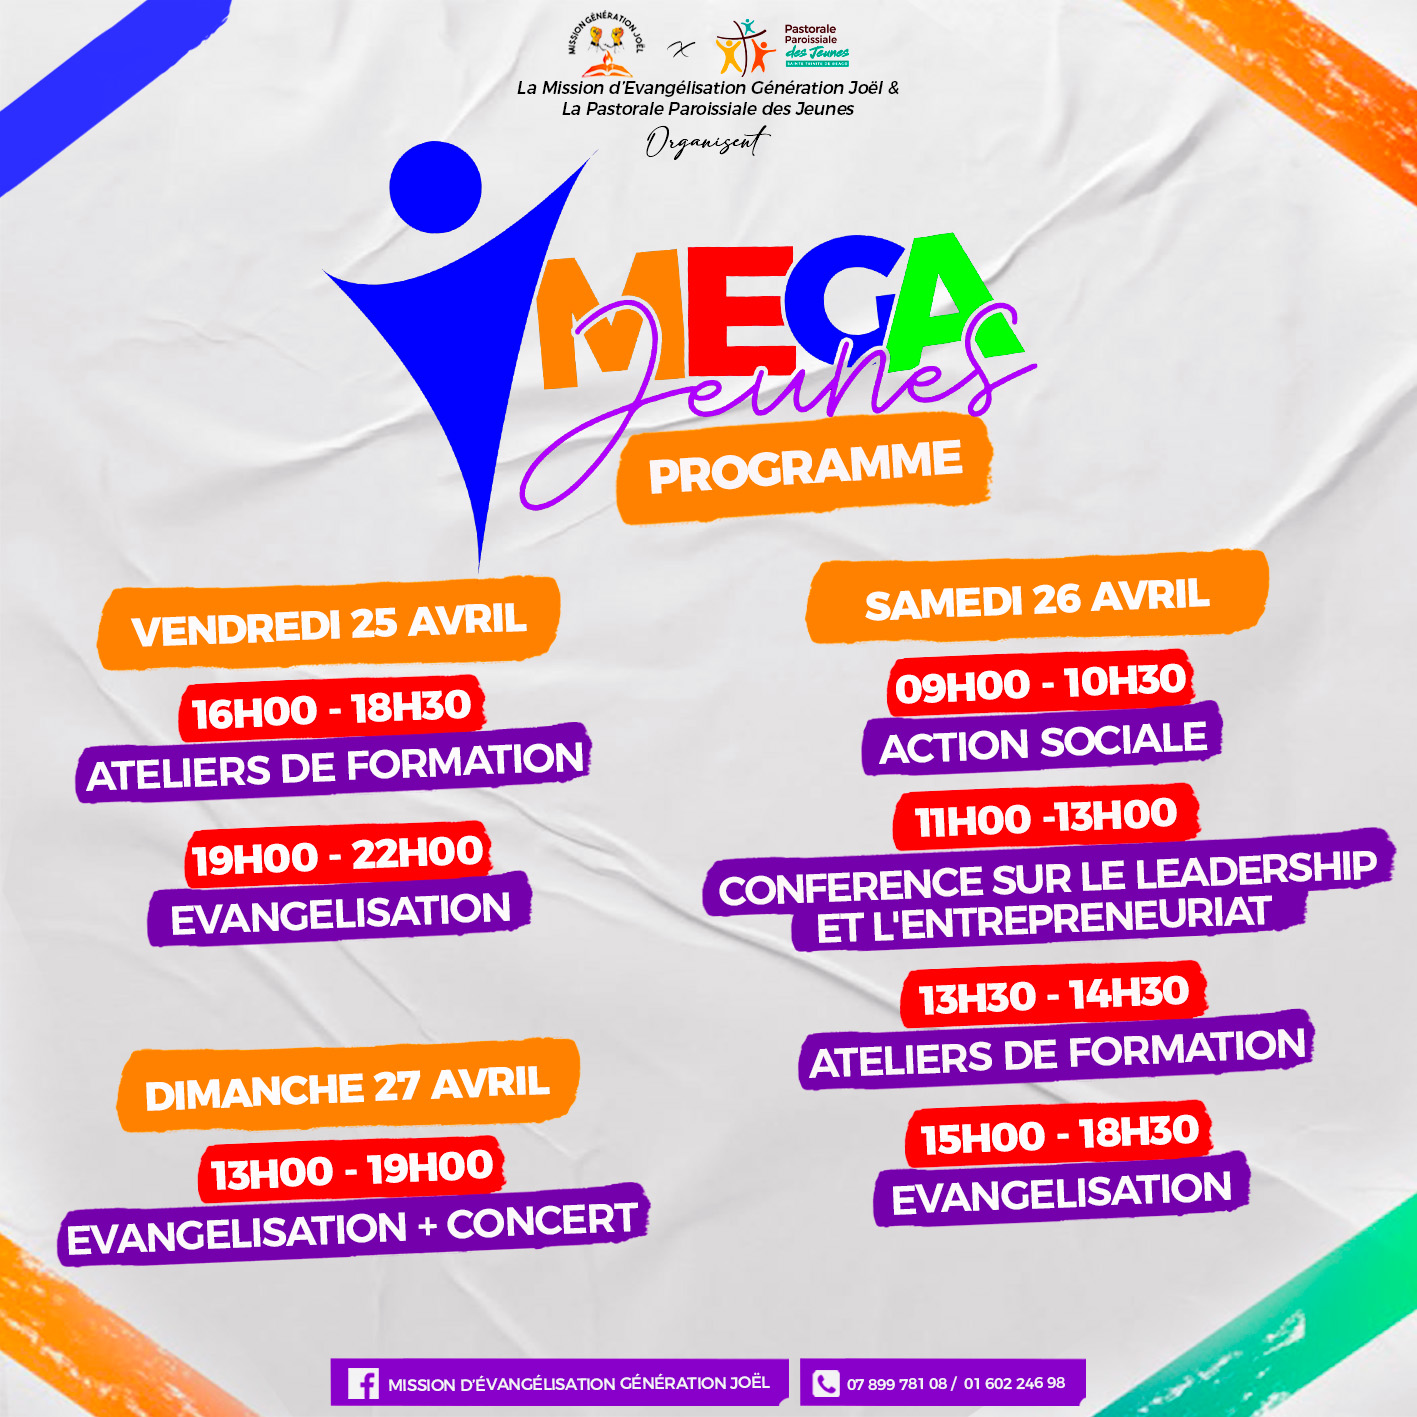 MISSION GÉNÉRATION JOËL
X
Pastorale
Paroissiale
des Jeunes
La Mission d'Evangélisation Génération Joël &
La Pastorale Paroissiale des Jeunes
Organisent
MEGA
Jeunes
PROGRAMME
VENDREDI 25 AVRIL
16H00 - 18H30
ATELIERS DE FORMATION
19H00 - 22H00
EVANGELISATION
DIMANCHE 27 AVRIL
13H00 - 19H00
EVANGELISATION + CONCERT
SAMEDI 26 AVRIL
09H00 - 10H30
ACTION SOCIALE
11H00 -13H00
CONFERENCE SUR LE LEADERSHIP
ET L'ENTREPRENEURIAT
13H30 - 14H30
ATELIERS DE FORMATION
15H00 - 18H30
EVANGELISATION
MISSION D'ÉVANGÉLISATION GÉNÉRATION JOËL
07 899 781 08 / 01 602 246 98